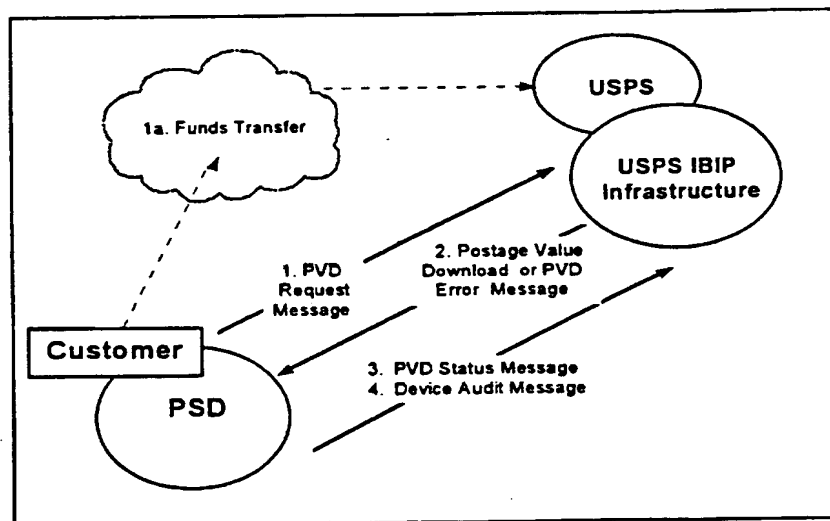 1a. Funds Transfer
USPS
USPS IBIP
Infrastructure
1. PVD
Request
Message
2. Postage Value
Download or PVD
Error Message
Customer
PSD
3. PVD Status Message
4. Device Audit Message